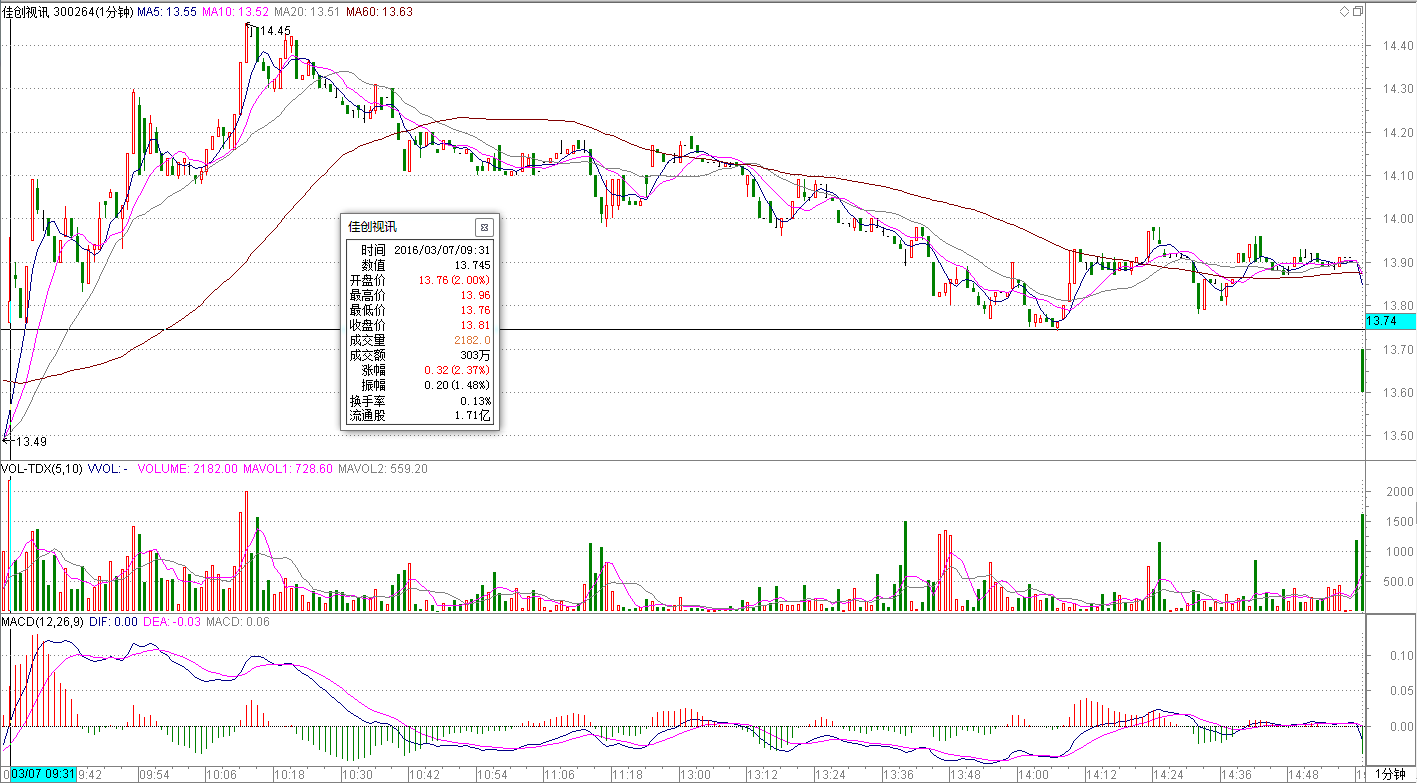 佳创视讯 300264(1分钟) MA5: 13.55 MA10: 13.52 MA20: 13.51 MA60: 13.63
14.45
14.40
14.30
14.20
14.10
14.00
13.90
13.80
13.74
13.70
13.60
13.50
佳创视讯
时间 2016/03/07/09:31
数值 13.745
开盘价 13.76(2.00%)
最高价 13.96
最低价 13.76
收盘价 13.81
成交量 2182.0
成交额 303万
涨幅 0.32(2.37%)
振幅 0.20(1.48%)
换手率 0.13%
流通股 1.71亿
13.49
VOL-TDX(5,10) VVOL: - VOLUME: 2182.00 MAVOL1: 728.60 MAVOL2: 559.20
2000
1500
1000
500.0
MACD(12,26,9) DIF: 0.00 DEA: -0.03 MACD: 0.06
0.10
0.05
0.00
03/07 09:31 9:42 09:54 10:06 10:18 10:30 10:42 10:54 11:06 11:18 13:00 13:12 13:24 13:36 13:48 14:00 14:12 14:24 14:36 14:48 1分钟